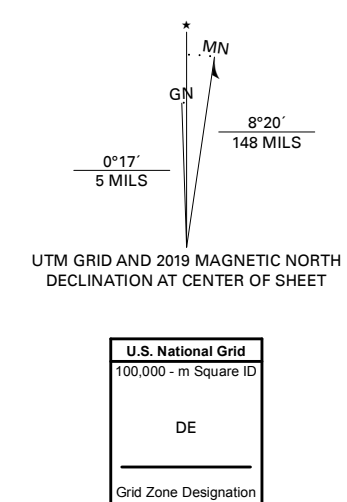 ★
MN
GN
8°20´
148 MILS
0°17´
5 MILS
UTM GRID AND 2019 MAGNETIC NORTH
DECLINATION AT CENTER OF SHEET
U.S. National Grid
100,000 - m Square ID
DE
Grid Zone Designation